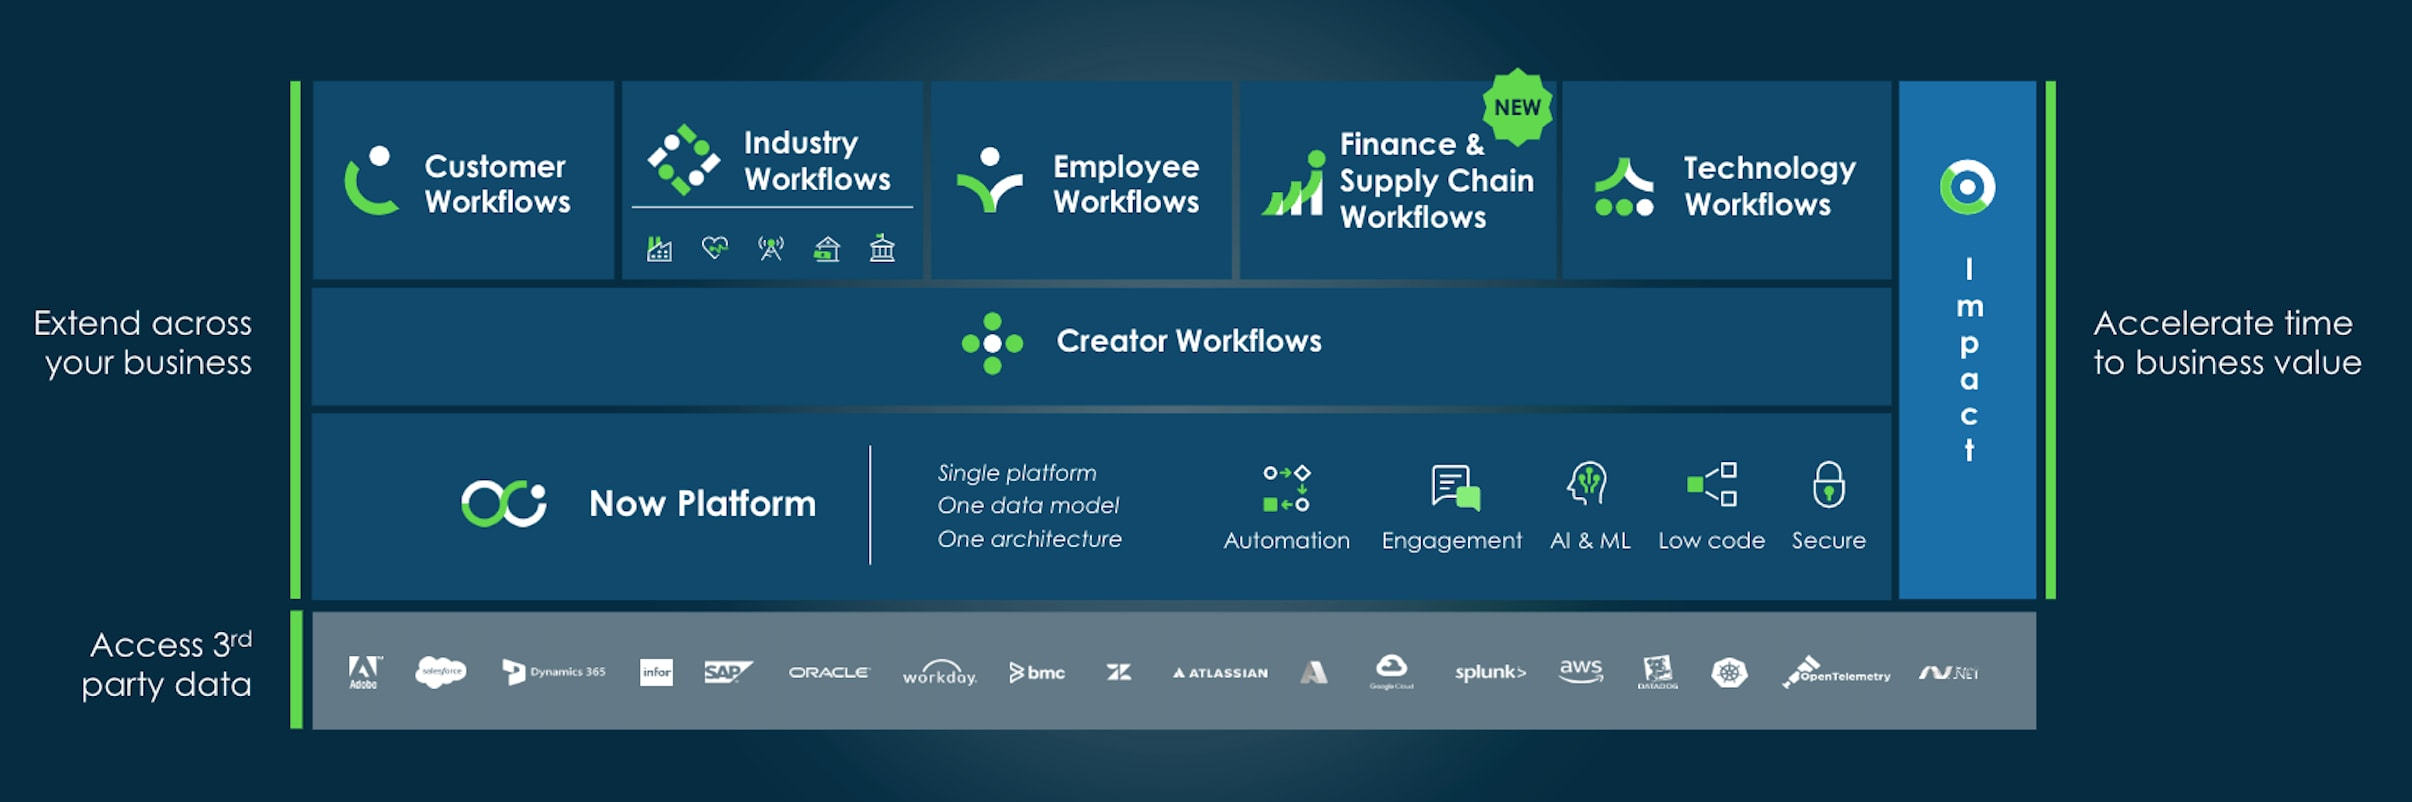 NEW
Customer
Workflows
Industry
Workflows
Employee
Workflows
Finance &
Supply Chain
Workflows
Technology
Workflows
Impact
Extend across
your business
Creator Workflows
Accelerate time
to business value
Now Platform
Single platform
One data model
One architecture
Automation
Engagement
AI & ML
Low code
Secure
Access 3rd
party data
Adobe
salesforce
Dynamics 365
infor
SAP
ORACLE
workday.
bmc
ATLASSIAN
Google Cloud
splunk>
aws
DATADOG
OpenTelemetry
.NET